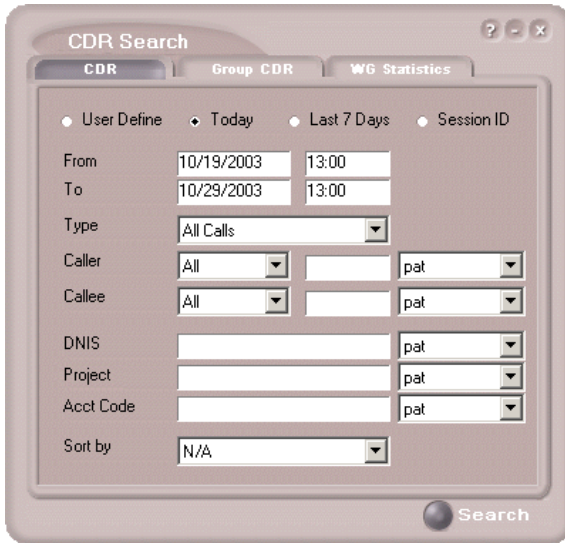 CDR Search
? - x
CDR Group CDR WG Statistics
User Define Today Last 7 Days Session ID
From 10/19/2003 13:00
To 10/29/2003 13:00
Type All Calls
Caller All pat
Callee All pat
DNIS pat
Project pat
Acct Code pat
Sort by N/A
Search